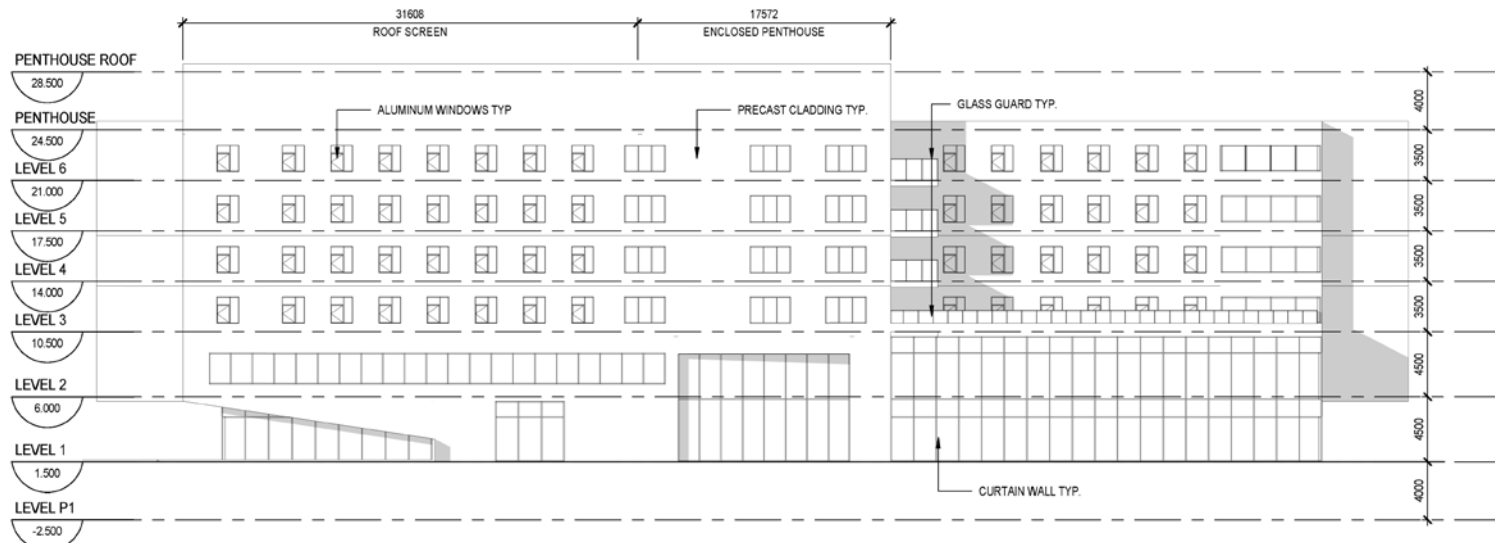 31608
17572
ROOF SCREEN
ENCLOSED PENTHOUSE
PENTHOUSE ROOF
28.500
4000
ALUMINUM WINDOWS TYP
PRECAST CLADDING TYP.
GLASS GUARD TYP.
PENTHOUSE
24.500
3500
LEVEL 6
21.000
3500
LEVEL 5
17.500
3500
LEVEL 4
14.000
3500
LEVEL 3
10.500
4500
LEVEL 2
6.000
4500
LEVEL 1
1.500
CURTAIN WALL TYP.
4000
LEVEL P1
-2.500